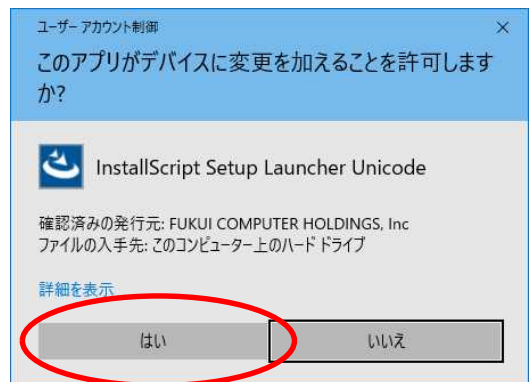 ユーザー アカウント制御
このアプリがデバイスに変更を加えることを許可します
か?
InstallScript Setup Launcher Unicode
確認済みの発行元: FUKUI COMPUTER HOLDINGS, Inc
ファイルの入手先: このコンピューター上のハード ドライブ
詳細を表示
はい
いいえ